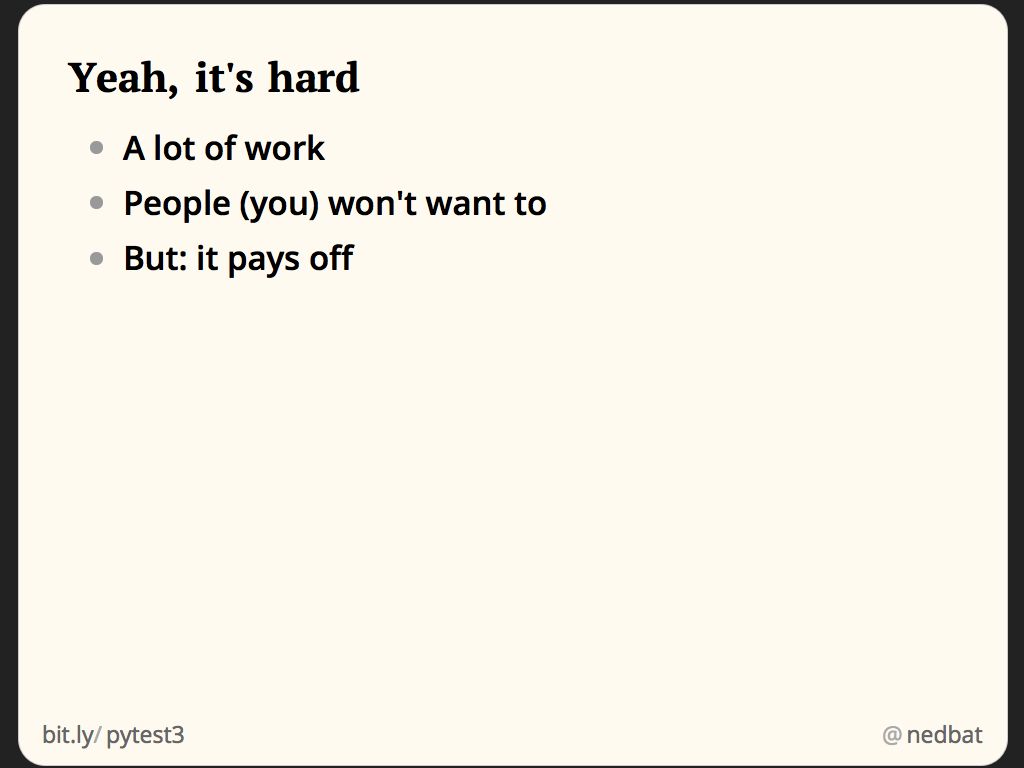 Yeah, it's hard
A lot of work
People (you) won't want to
But: it pays off
bit.ly/pytest3
@nedbat